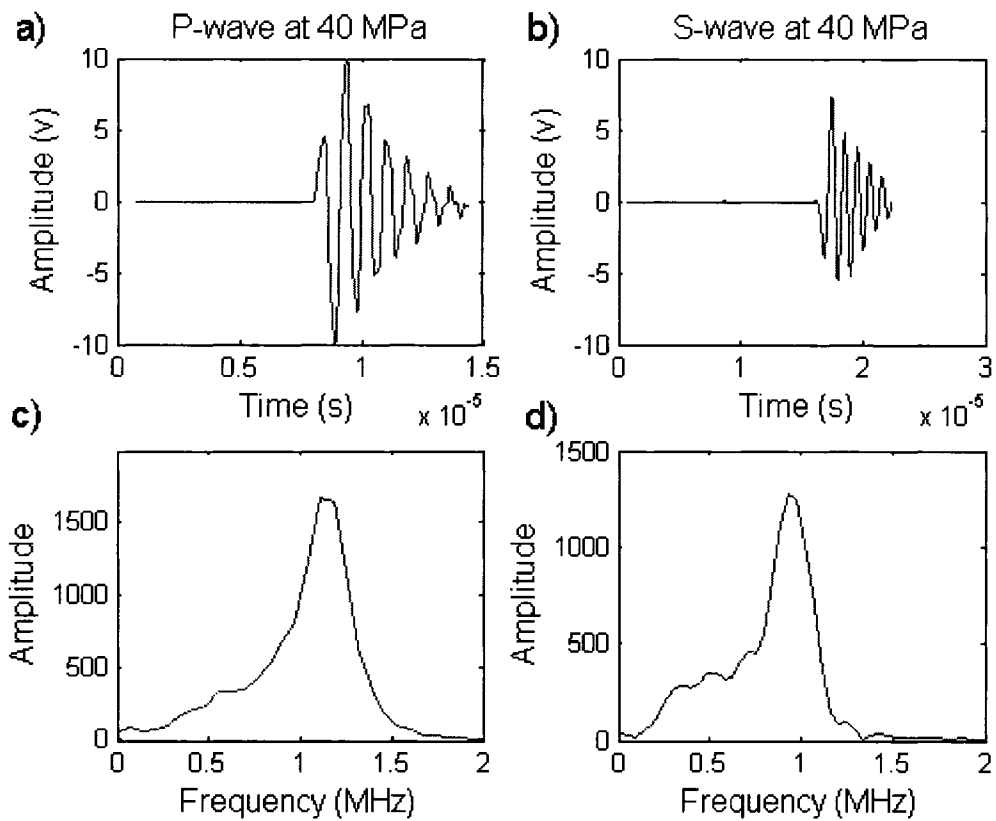 a) P-wave at 40 MPa
b) S-wave at 40 MPa
Amplitude (v)
10
5
0
-5
-10
0 0.5 1 1.5
Time (s)
x 10⁻⁵
Amplitude (v)
10
5
0
-5
-10
0 1 2 3
Time (s)
x 10⁻⁵
c)
Amplitude
1500
1000
500
0
0 0.5 1 1.5 2
Frequency (MHz)
d)
Amplitude
1500
1000
500
0
0 0.5 1 1.5 2
Frequency (MHz)